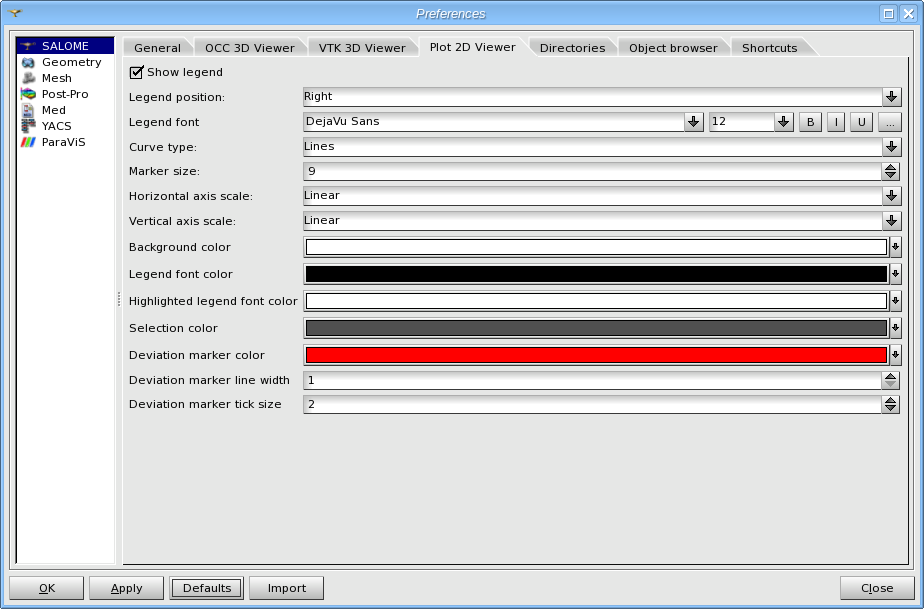 Preferences
SALOME
Geometry
Mesh
Post-Pro
Med
YACS
ParaViS
General OCC 3D Viewer VTK 3D Viewer Plot 2D Viewer Directories Object browser Shortcuts
Show legend
Legend position: Right
Legend font DejaVu Sans 12 B I U ...
Curve type: Lines
Marker size: 9
Horizontal axis scale: Linear
Vertical axis scale: Linear
Background color
Legend font color
Highlighted legend font color
Selection color
Deviation marker color
Deviation marker line width 1
Deviation marker tick size 2
OK Apply Defaults Import Close